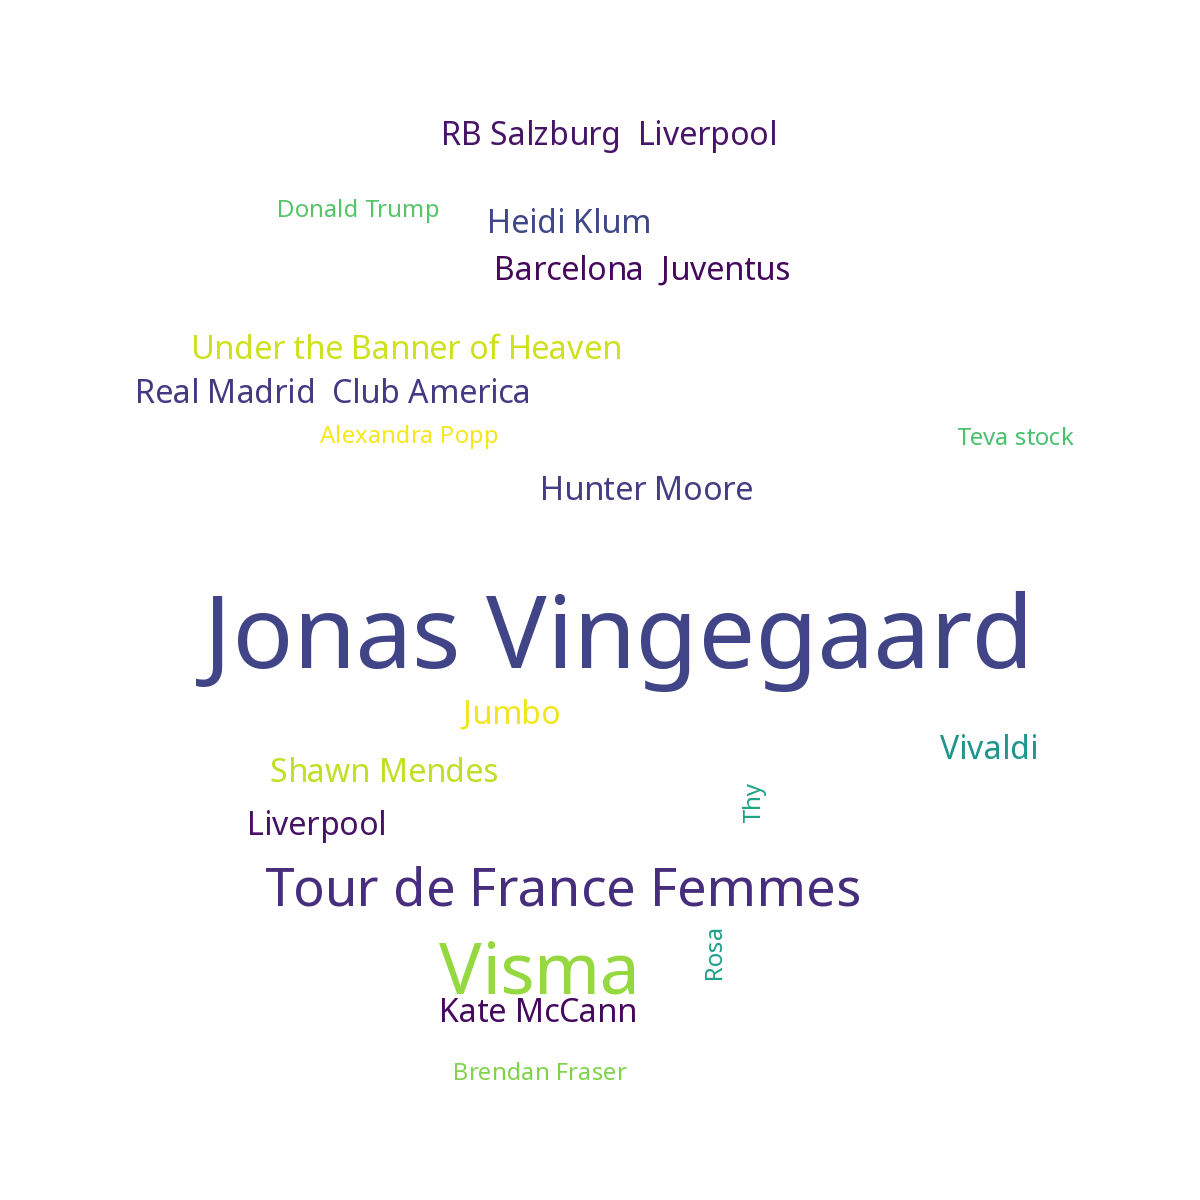 RB Salzburg  Liverpool
Donald Trump
Heidi Klum
Barcelona  Juventus
Under the Banner of Heaven
Real Madrid  Club America
Alexandra Popp
Teva stock
Hunter Moore
Jonas Vingegaard
Jumbo
Vivaldi
Shawn Mendes
Thy
Liverpool
Tour de France Femmes
Rosa
Visma
Kate McCann
Brendan Fraser